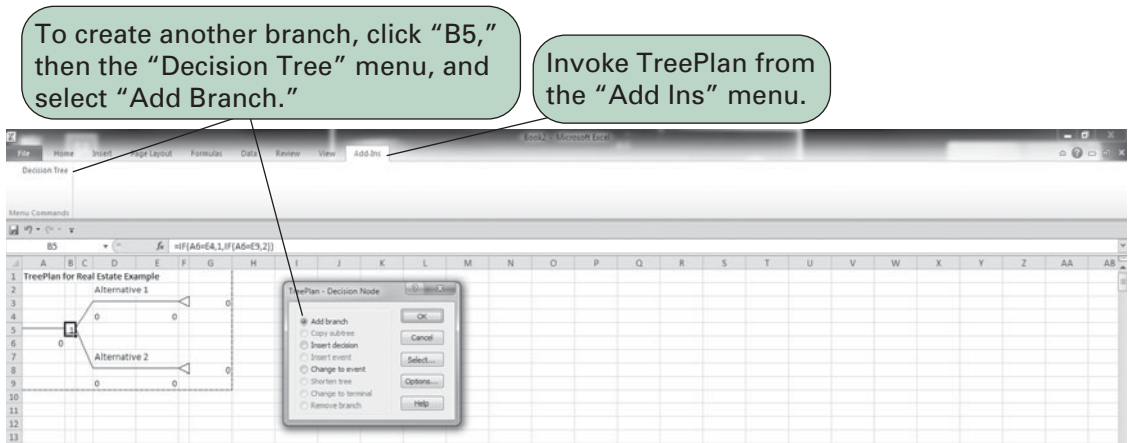 To create another branch, click “B5,”
then the “Decision Tree” menu, and
select “Add Branch.”
Invoke TreePlan from
the “Add Ins” menu.
Book2 - Microsoft Excel
File Home Insert Page Layout Formulas Data Review View Add-Ins
Decision Tree
Menu Commands
B5 fx =IF(A6=E4,1,IF(A6=E9,2))
A B C D E F G H I J K L M N O P Q R S T U V W X Y Z AA AB
1 TreePlan for Real Estate Example
2 Alternative 1
3 0
4 0 0
5 1
6 0
7 Alternative 2
8 0
9 0 0
10
11
12
13
TreePlan - Decision Node
Add branch
Copy subtree
Insert decision
Insert event
Change to event
Shorten tree
Change to terminal
Remove branch
OK
Cancel
Select...
Options...
Help